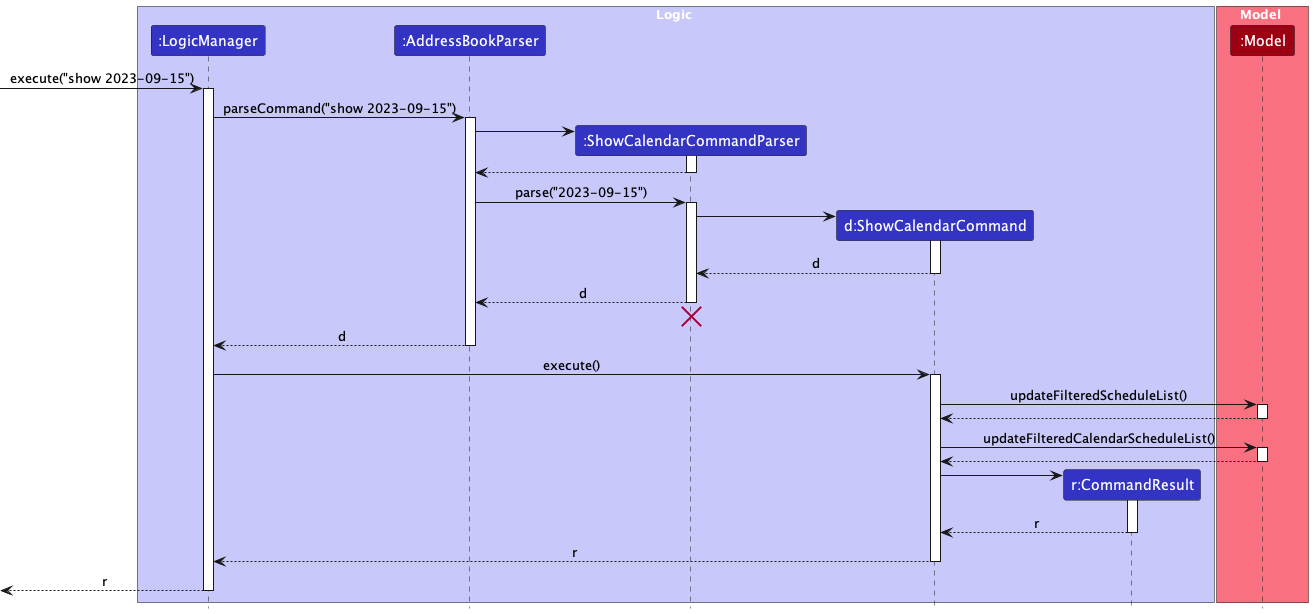 Logic
Model
:LogicManager
:AddressBookParser
:Model
execute("show 2023-09-15")
parseCommand("show 2023-09-15")
:ShowCalendarCommandParser
parse("2023-09-15")
d:ShowCalendarCommand
d
d
d
execute()
updateFilteredScheduleList()
updateFilteredCalendarScheduleList()
r:CommandResult
r
r
r